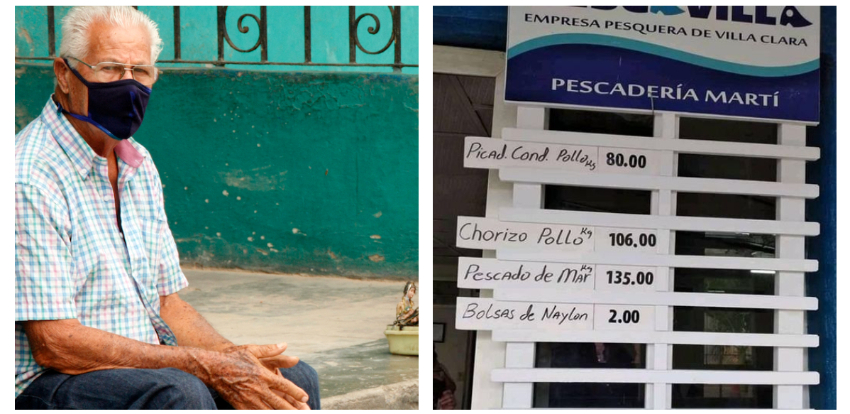 VILLA
EMPRESA PESQUERA DE VILLA CLARA
PESCADERÍA MARTÍ
Picad. Cond. Pollo Kg 80.00
Chorizo Pollo Kg 106.00
Pescado de Mar Kg 135.00
Bolsas de Naylon 2.00